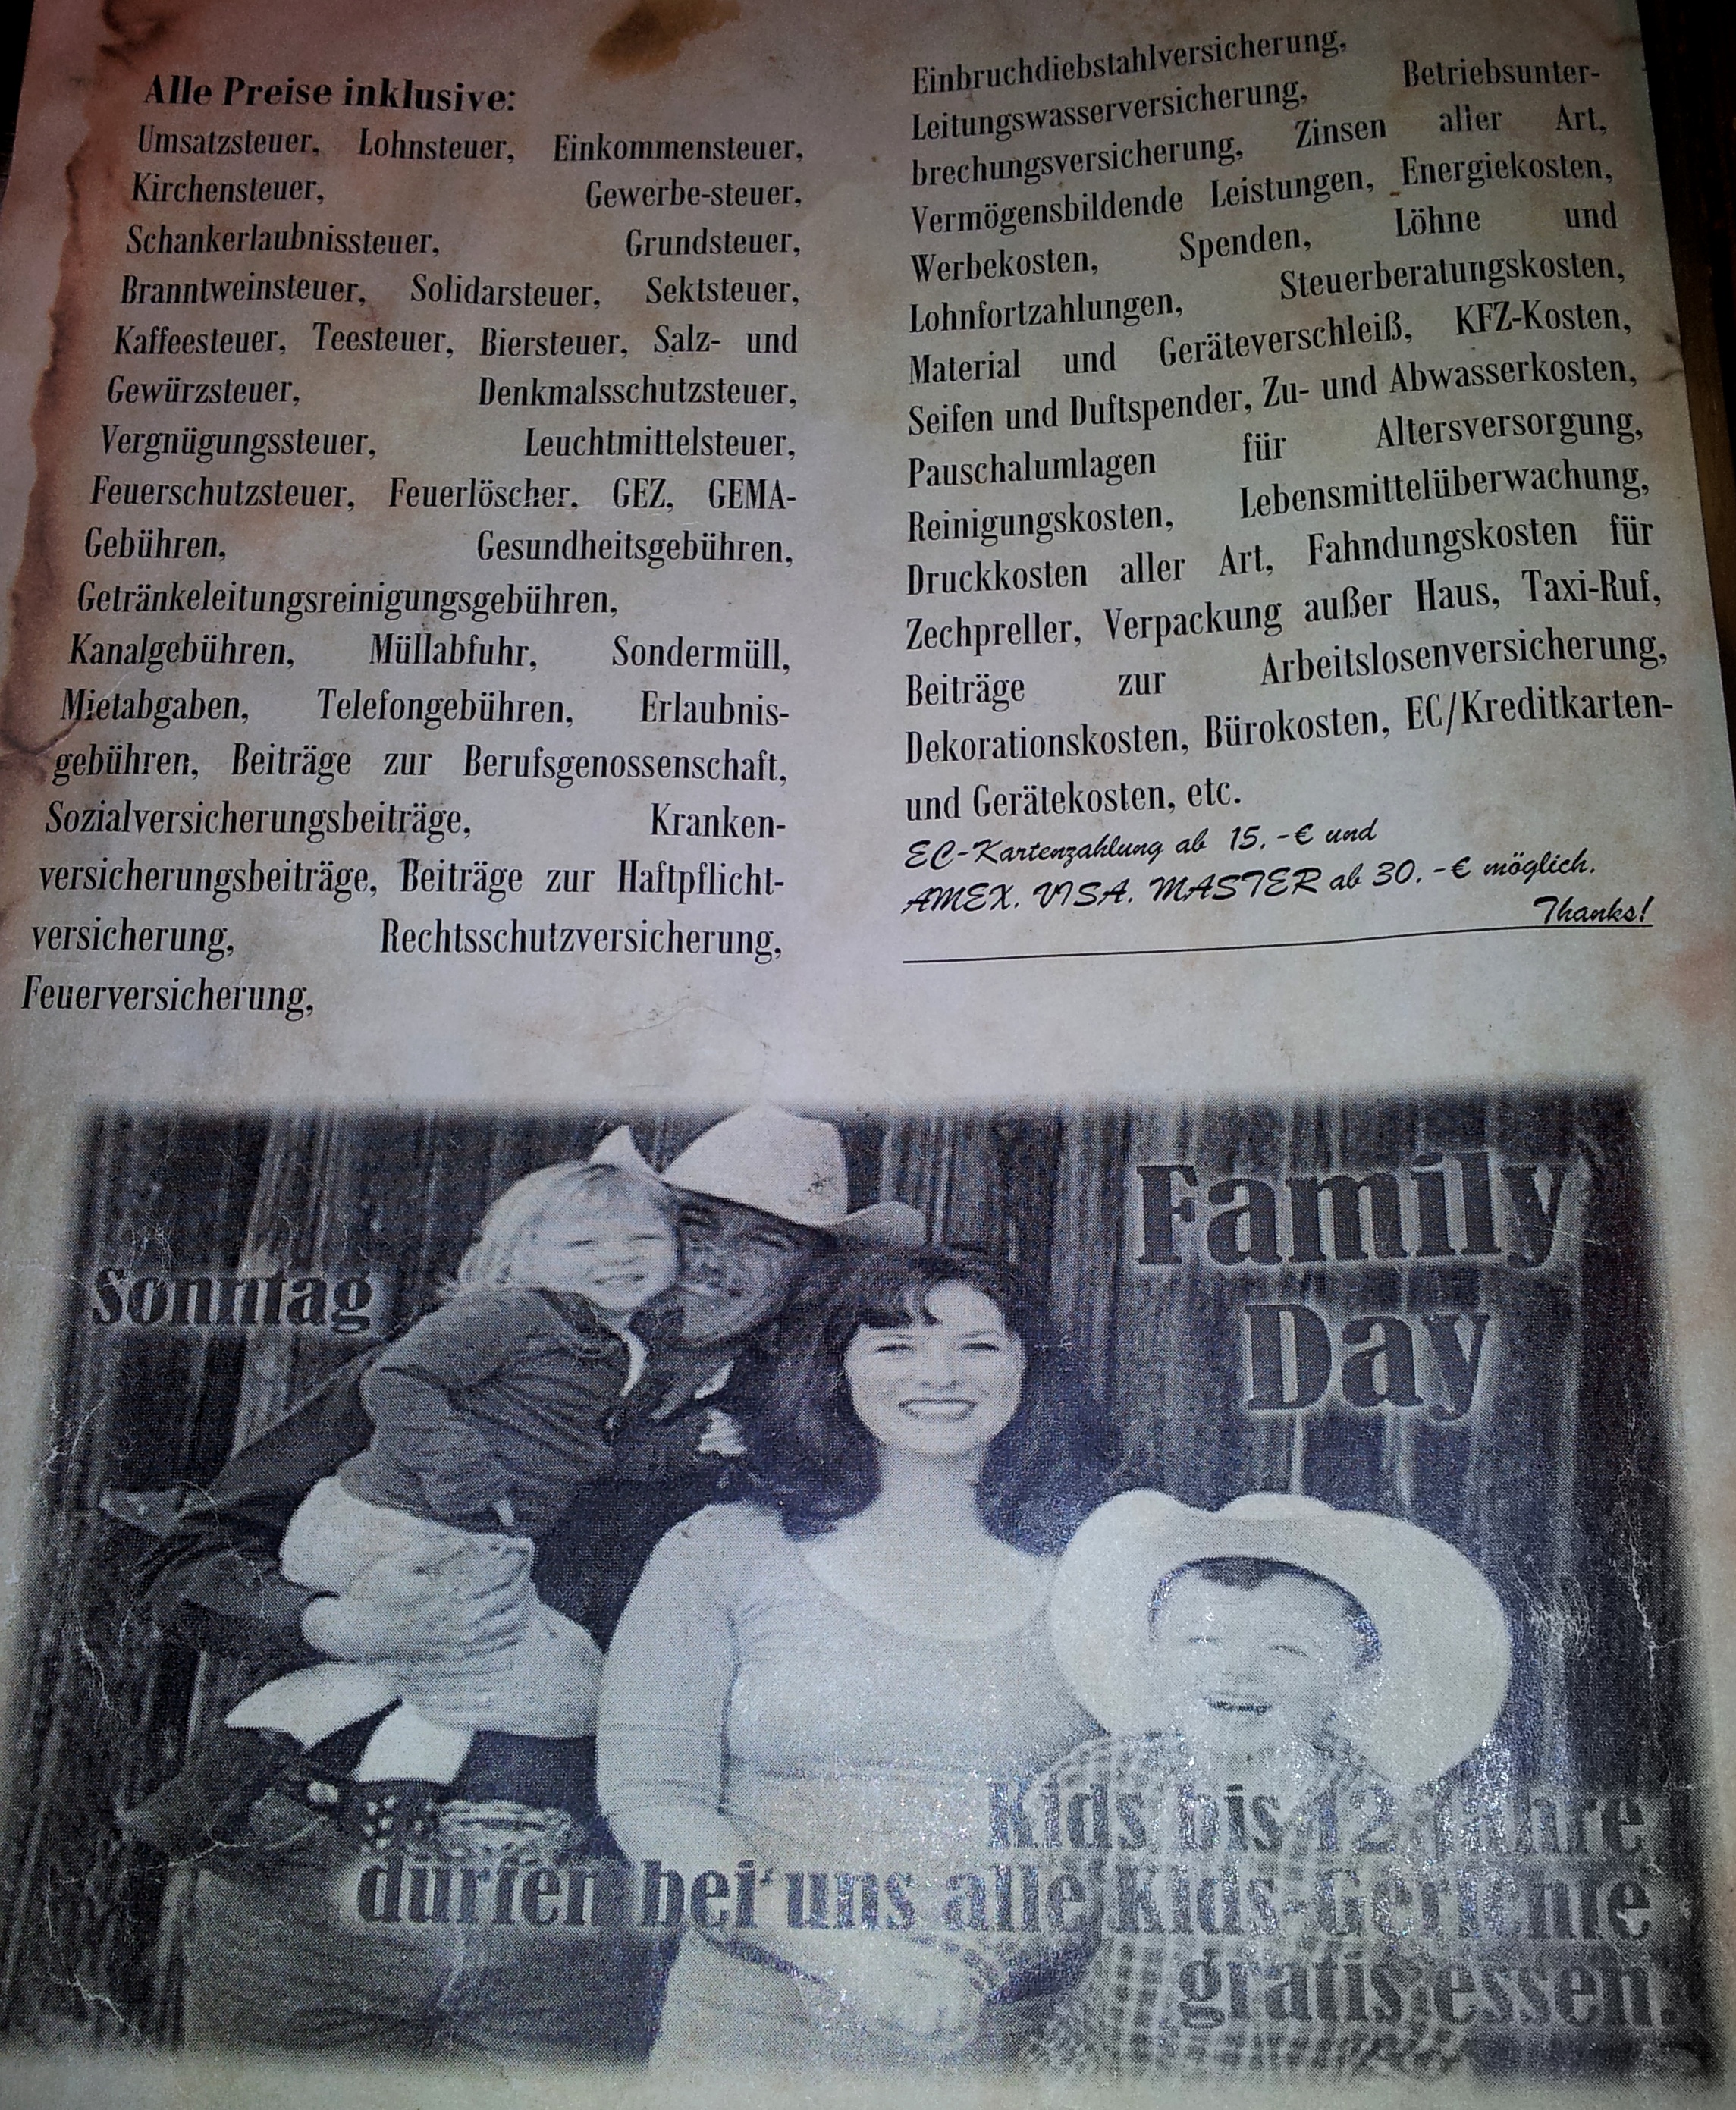 Alle Preise inklusive:
Umsatzsteuer, Lohnsteuer, Einkommensteuer,
Kirchensteuer, Gewerbe-steuer,
Schankerlaubnissteuer, Grundsteuer,
Branntweinsteuer, Solidarsteuer, Sektsteuer,
Kaffeesteuer, Teesteuer, Biersteuer, Salz- und
Gewürzsteuer, Denkmalsschutzsteuer,
Vergnügungssteuer, Leuchtmittelsteuer,
Feuerschutzsteuer, Feuerlöscher, GEZ, GEMA-
Gebühren, Gesundheitsgebühren,
Getränkeleitungsreinigungsgebühren,
Kanalgebühren, Müllabfuhr, Sondermüll,
Mietabgaben, Telefongebühren, Erlaubnis-
gebühren, Beiträge zur Berufsgenossenschaft,
Sozialversicherungsbeiträge, Kranken-
versicherungsbeiträge, Beiträge zur Haftpflicht-
versicherung, Rechtsschutzversicherung,
Feuerversicherung,
Einbruchdiebstahlversicherung,
Leitungswasserversicherung, Betriebsunter-
brechungsversicherung, Zinsen aller Art,
Vermögensbildende Leistungen, Energiekosten,
Werbekosten, Spenden, Löhne und
Lohnfortzahlungen, Steuerberatungskosten,
Material und Geräteverschleiß, KFZ-Kosten,
Seifen und Duftspender, Zu- und Abwasserkosten,
Pauschalumlagen für Altersversorgung,
Reinigungskosten, Lebensmittelüberwachung,
Druckkosten aller Art, Fahndungskosten für
Zechpreller, Verpackung außer Haus, Taxi-Ruf,
Beiträge zur Arbeitslosenversicherung,
Dekorationskosten, Bürokosten, EC/Kreditkarten-
und Gerätekosten, etc.
EC-Kartenzahlung ab 15,-€ und
AMEX, VISA, MASTER ab 30,-€ möglich.
Thanks!
Family
Day
Sonntag
Kids bis 12 Jahre
dürfen bei uns alle Kids-Gerichte
gratis essen.